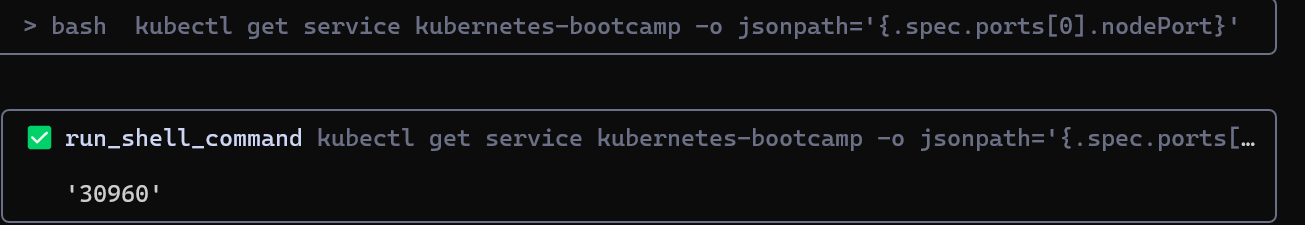 > bash  kubectl get service kubernetes-bootcamp -o jsonpath='{.spec.ports[0].nodePort}'
✅ run_shell_command kubectl get service kubernetes-bootcamp -o jsonpath='{.spec.ports[…
'30960'